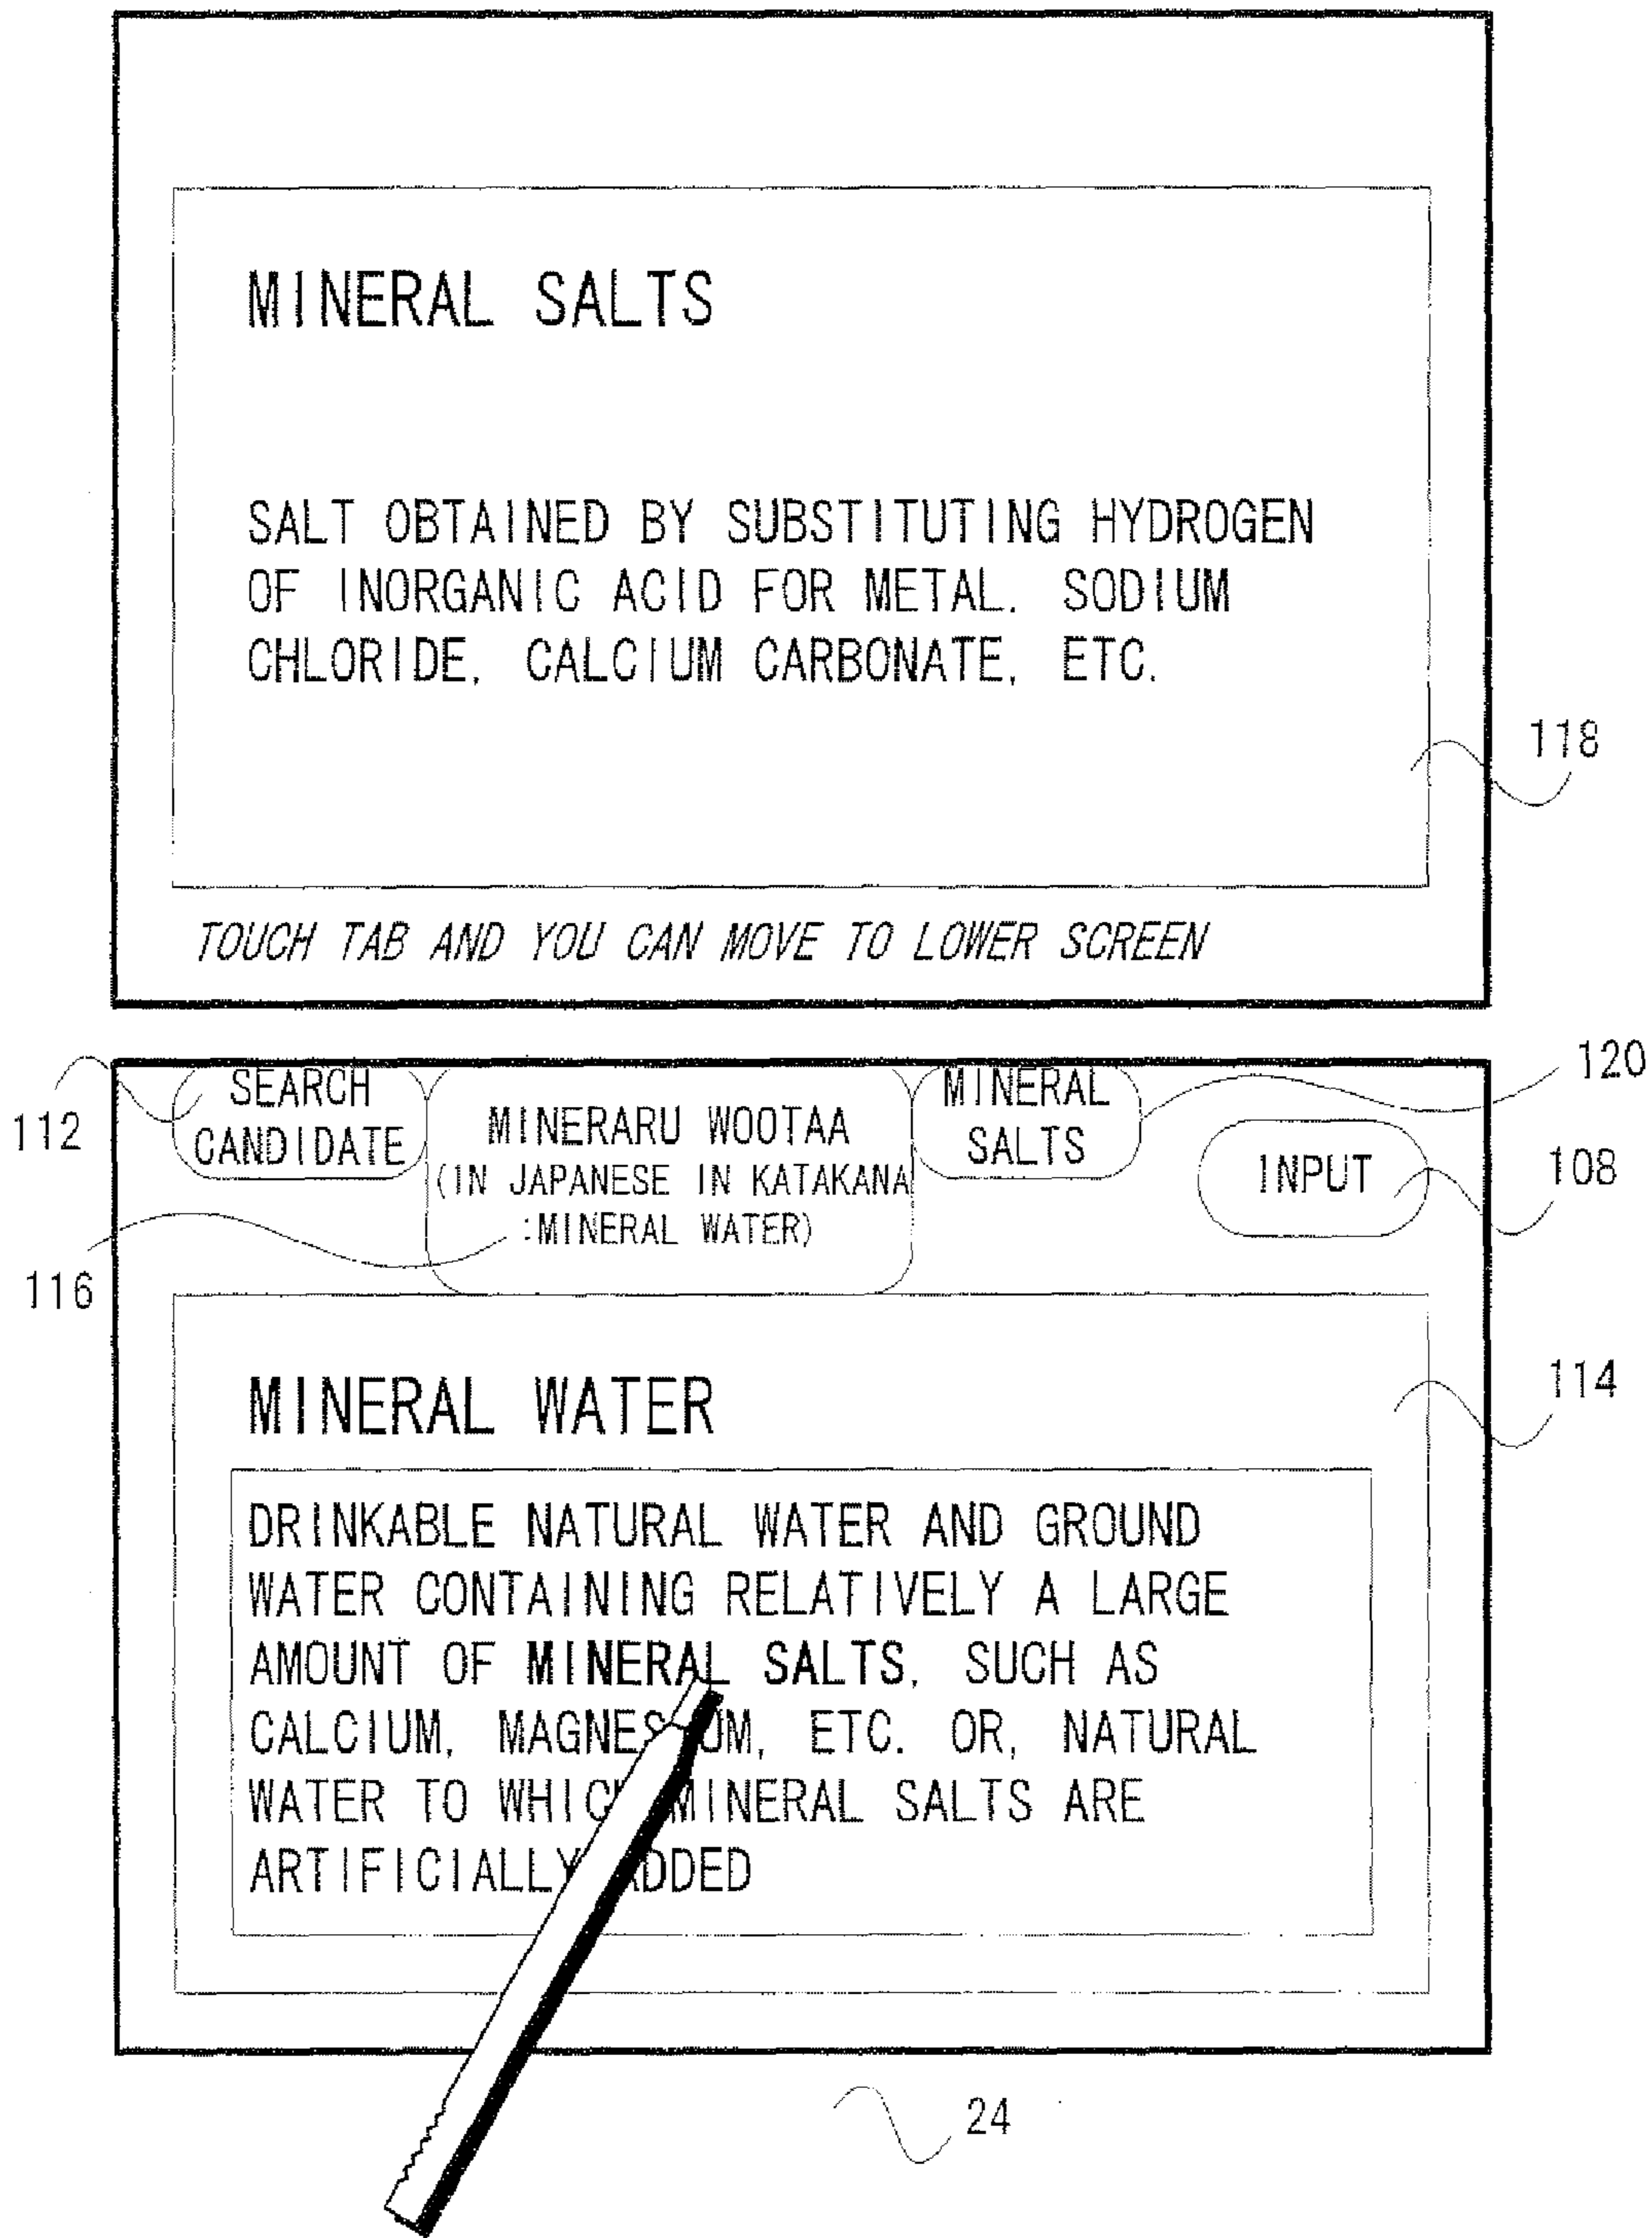 MINERAL SALTS
SALT OBTAINED BY SUBSTITUTING HYDROGEN
OF INORGANIC ACID FOR METAL. SODIUM
CHLORIDE, CALCIUM CARBONATE, ETC.
118
TOUCH TAB AND YOU CAN MOVE TO LOWER SCREEN
112
SEARCH
CANDIDATE
116
MINERARU WOOTAA
(IN JAPANESE IN KATAKANA
:MINERAL WATER)
MINERAL
SALTS
120
INPUT
108
114
MINERAL WATER
DRINKABLE NATURAL WATER AND GROUND
WATER CONTAINING RELATIVELY A LARGE
AMOUNT OF MINERAL SALTS, SUCH AS
CALCIUM, MAGNESIUM, ETC. OR, NATURAL
WATER TO WHICH MINERAL SALTS ARE
ARTIFICIALLY ADDED
24